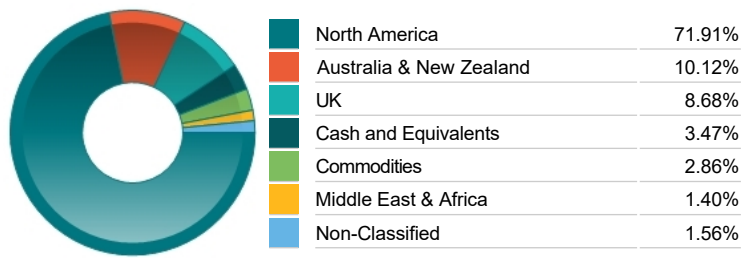 North America 71.91%
Australia & New Zealand 10.12%
UK 8.68%
Cash and Equivalents 3.47%
Commodities 2.86%
Middle East & Africa 1.40%
Non-Classified 1.56%